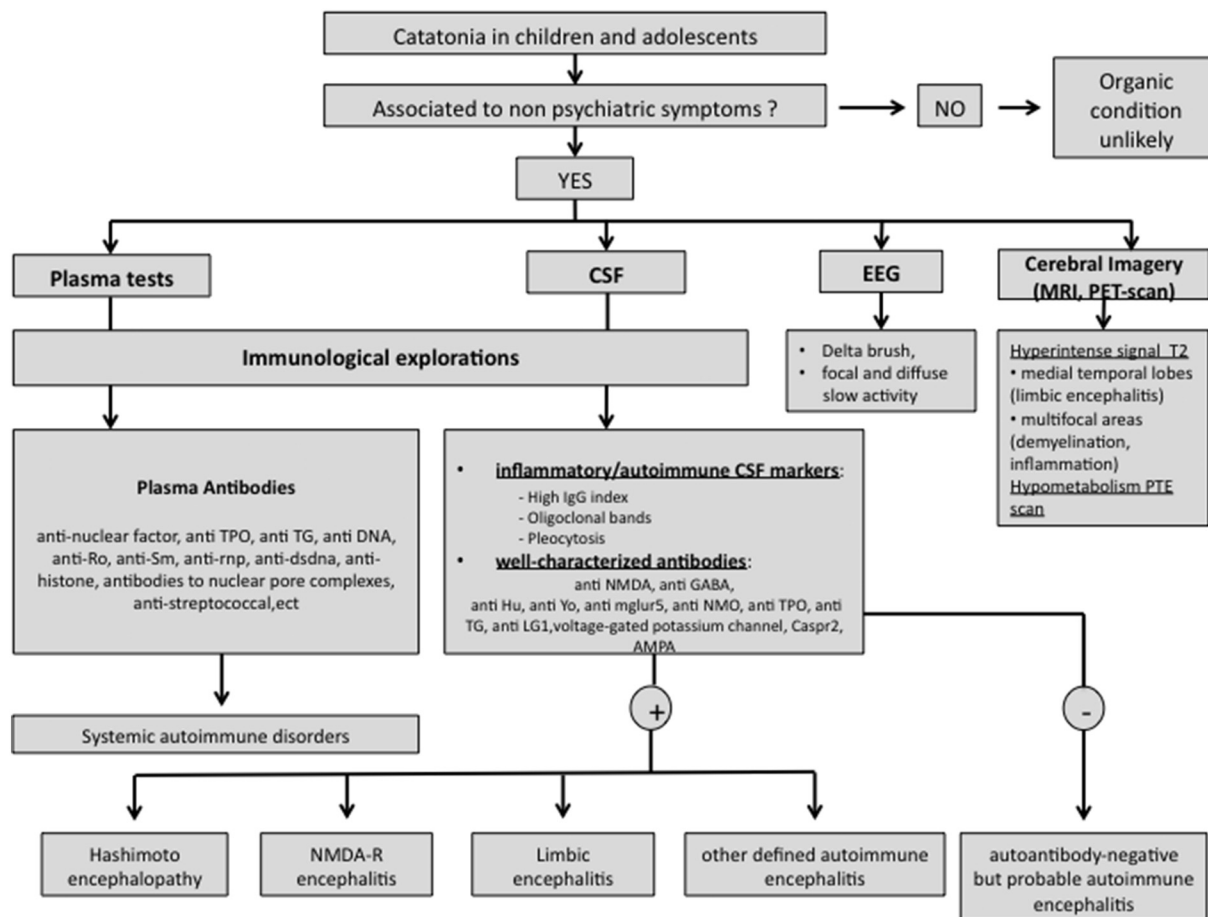 Catatonia in children and adolescents
Associated to non psychiatric symptoms ?
NO
Organic
condition
unlikely
YES
Plasma tests
CSF
EEG
Cerebral Imagery
(MRI, PET-scan)
Immunological explorations
• Delta brush,
• focal and diffuse
slow activity
Hyperintense signal T2
• medial temporal lobes
(limbic encephalitis)
• multifocal areas
(demyelination,
inflammation)
Hypometabolism PTE
scan
Plasma Antibodies
anti-nuclear factor, anti TPO, anti TG, anti DNA,
anti-Ro, anti-Sm, anti-rnp, anti-dsdna, anti-
histone, antibodies to nuclear pore complexes,
anti-streptococcal,ect
• inflammatory/autoimmune CSF markers:
- High IgG index
- Oligoclonal bands
- Pleocytosis
• well-characterized antibodies:
anti NMDA, anti GABA,
anti Hu, anti Yo, anti mglur5, anti NMO, anti TPO, anti
TG, anti LG1,voltage-gated potassium channel, Caspr2,
AMPA
+
-
Systemic autoimmune disorders
Hashimoto
encephalopathy
NMDA-R
encephalitis
Limbic
encephalitis
other defined autoimmune
encephalitis
autoantibody-negative
but probable autoimmune
encephalitis